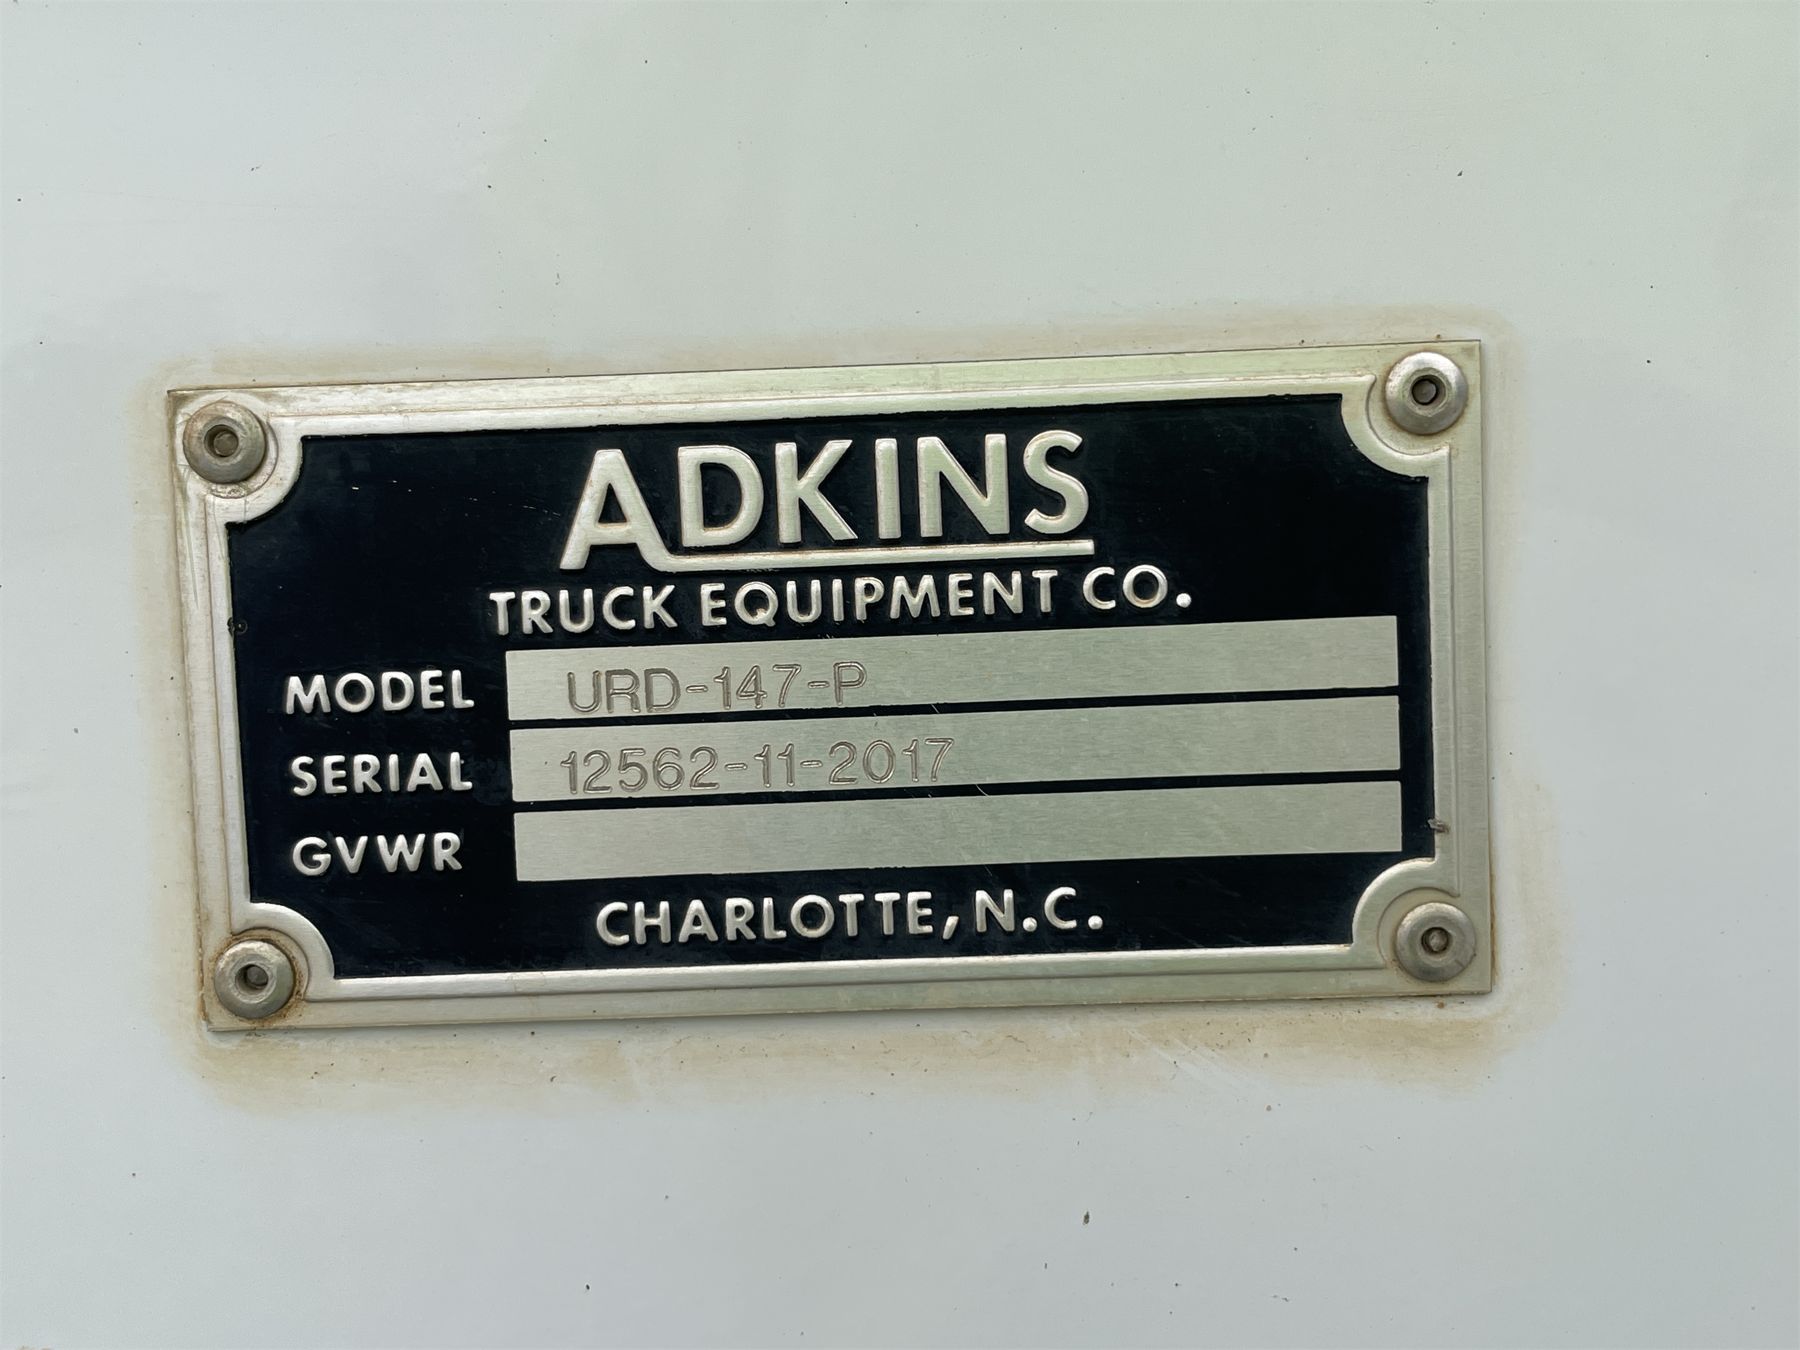 ADKINS
TRUCK EQUIPMENT CO.
MODEL URD-147-P
SERIAL 12562-11-2017
GVWR
CHARLOTTE, N.C.